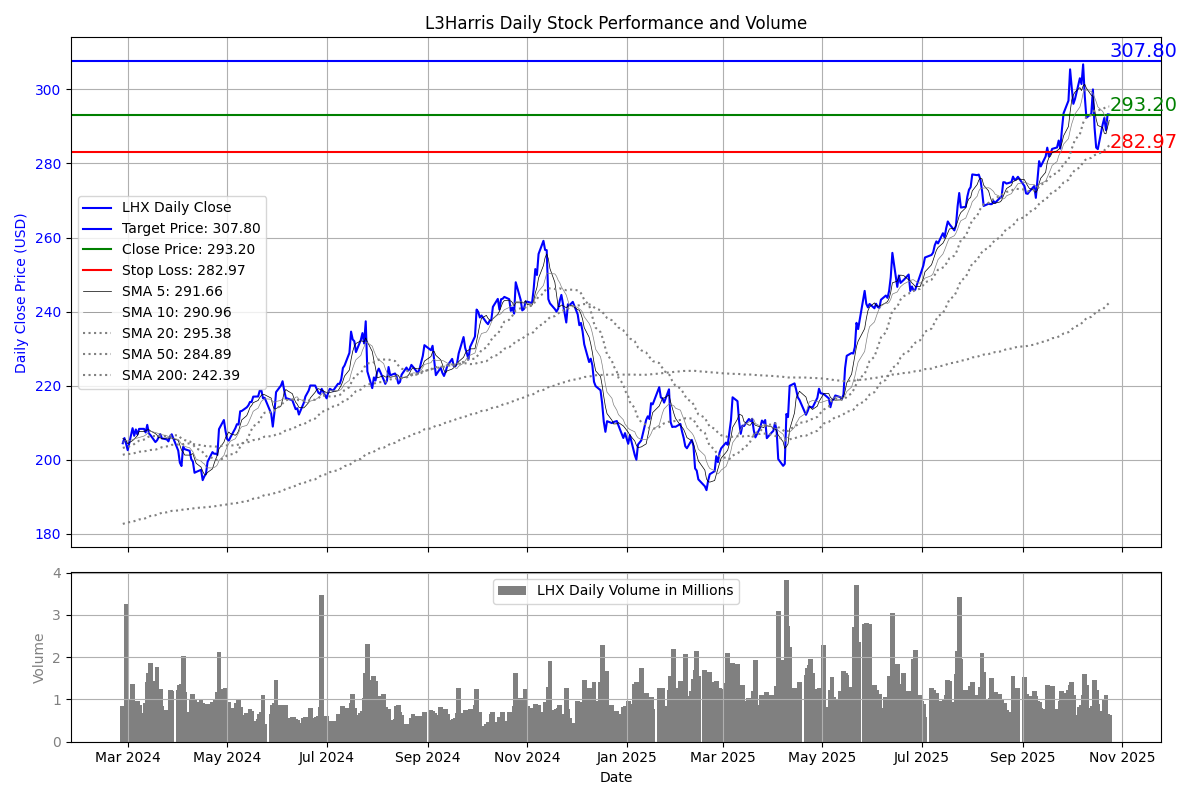 L3Harris Daily Stock Performance and Volume
307.80
293.20
282.97
Daily Close Price (USD)
300
280
260
240
220
200
180
LHX Daily Close
Target Price: 307.80
Close Price: 293.20
Stop Loss: 282.97
SMA 5: 291.66
SMA 10: 290.96
SMA 20: 295.38
SMA 50: 284.89
SMA 200: 242.39
Volume
4
3
2
1
0
LHX Daily Volume in Millions
Mar 2024
May 2024
Jul 2024
Sep 2024
Nov 2024
Jan 2025
Mar 2025
May 2025
Jul 2025
Sep 2025
Nov 2025
Date